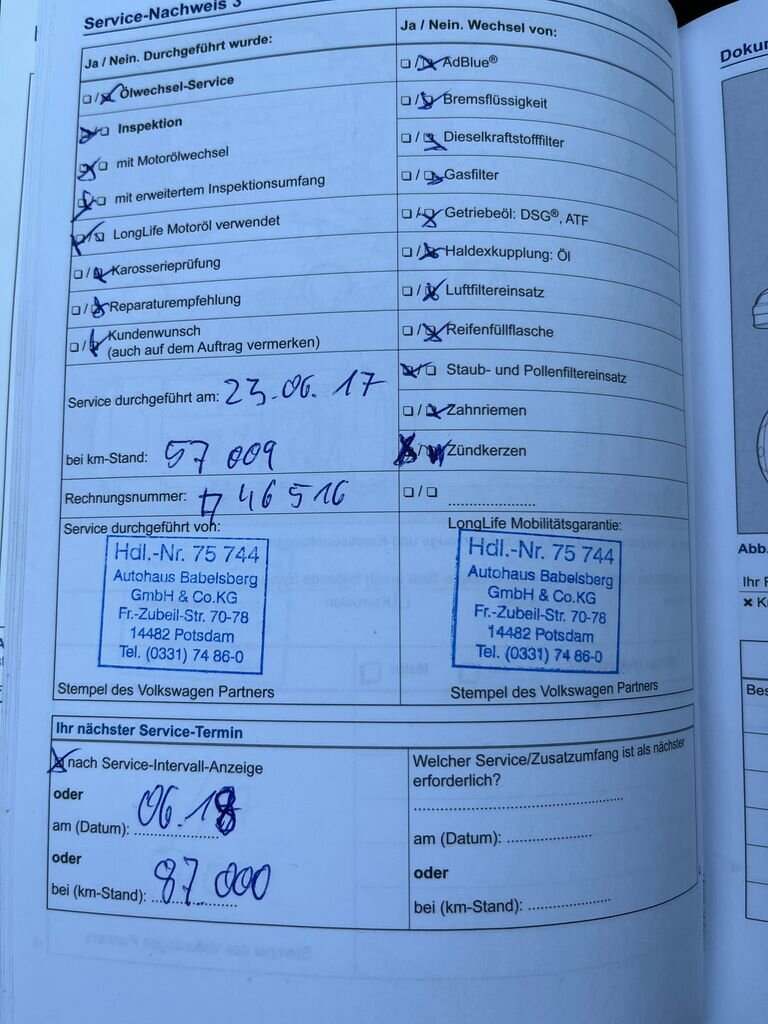 Service-Nachweis 3
Ja / Nein. Durchgeführt wurde:
☐/☒ Ölwechsel-Service
☒/☐ Inspektion
☒/☐ mit Motorölwechsel
☒/☐ mit erweitertem Inspektionsumfang
☒/☐ LongLife Motoröl verwendet
☐/☒ Karosserieprüfung
☐/☒ Reparaturempfehlung
☐/☒ Kundenwunsch
(auch auf dem Auftrag vermerken)
Service durchgeführt am: 23.06.17
bei km-Stand: 57 009
Rechnungsnummer: 46516
Service durchgeführt von:
Hdl.-Nr. 75 744
Autohaus Babelsberg
GmbH & Co.KG
Fr.-Zubeil-Str. 70-78
14482 Potsdam
Tel. (0331) 74 86-0
Stempel des Volkswagen Partners
Ja / Nein. Wechsel von:
☐/☒ AdBlue®
☐/☒ Bremsflüssigkeit
☐/☒ Dieselkraftstofffilter
☐/☒ Gasfilter
☐/☒ Getriebeöl: DSG®, ATF
☐/☒ Haldexkupplung: Öl
☐/☒ Luftfiltereinsatz
☐/☒ Reifenfüllflasche
☒/☐ Staub- und Pollenfiltereinsatz
☐/☒ Zahnriemen
☒/☒ Zündkerzen
☐/☐ ......................
LongLife Mobilitätsgarantie:
Hdl.-Nr. 75 744
Autohaus Babelsberg
GmbH & Co.KG
Fr.-Zubeil-Str. 70-78
14482 Potsdam
Tel. (0331) 74 86-0
Stempel des Volkswagen Partners
Ihr nächster Service-Termin
☒ nach Service-Intervall-Anzeige
oder
am (Datum): 06.18
oder
bei (km-Stand): 87.000
Welcher Service/Zusatzumfang ist als nächster
erforderlich?
am (Datum): ....................
oder
bei (km-Stand): ....................
Abb.